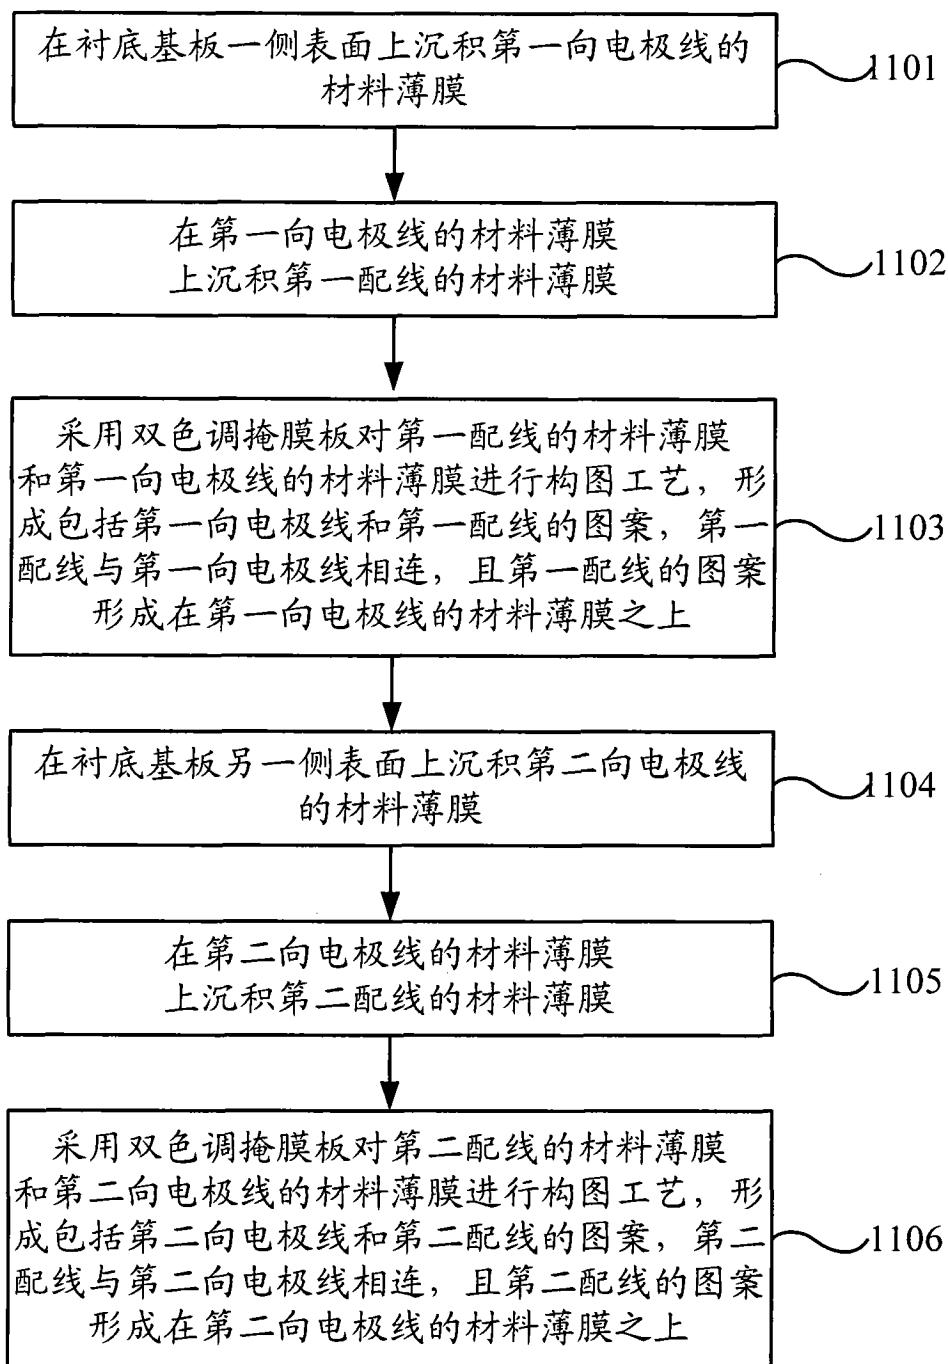 在衬底基板一侧表面上沉积第一向电极线的
材料薄膜
1101
在第一向电极线的材料薄膜
上沉积第一配线的材料薄膜
1102
采用双色调掩膜板对第一配线的材料薄膜
和第一向电极线的材料薄膜进行构图工艺，形
成包括第一向电极线和第一配线的图案，第一
配线与第一向电极线相连，且第一配线的图案
形成在第一向电极线的材料薄膜之上
1103
在衬底基板另一侧表面上沉积第二向电极线
的材料薄膜
1104
在第二向电极线的材料薄膜
上沉积第二配线的材料薄膜
1105
采用双色调掩膜板对第二配线的材料薄膜
和第二向电极线的材料薄膜进行构图工艺，形
成包括第二向电极线和第二配线的图案，第二
配线与第二向电极线相连，且第二配线的图案
形成在第二向电极线的材料薄膜之上
1106